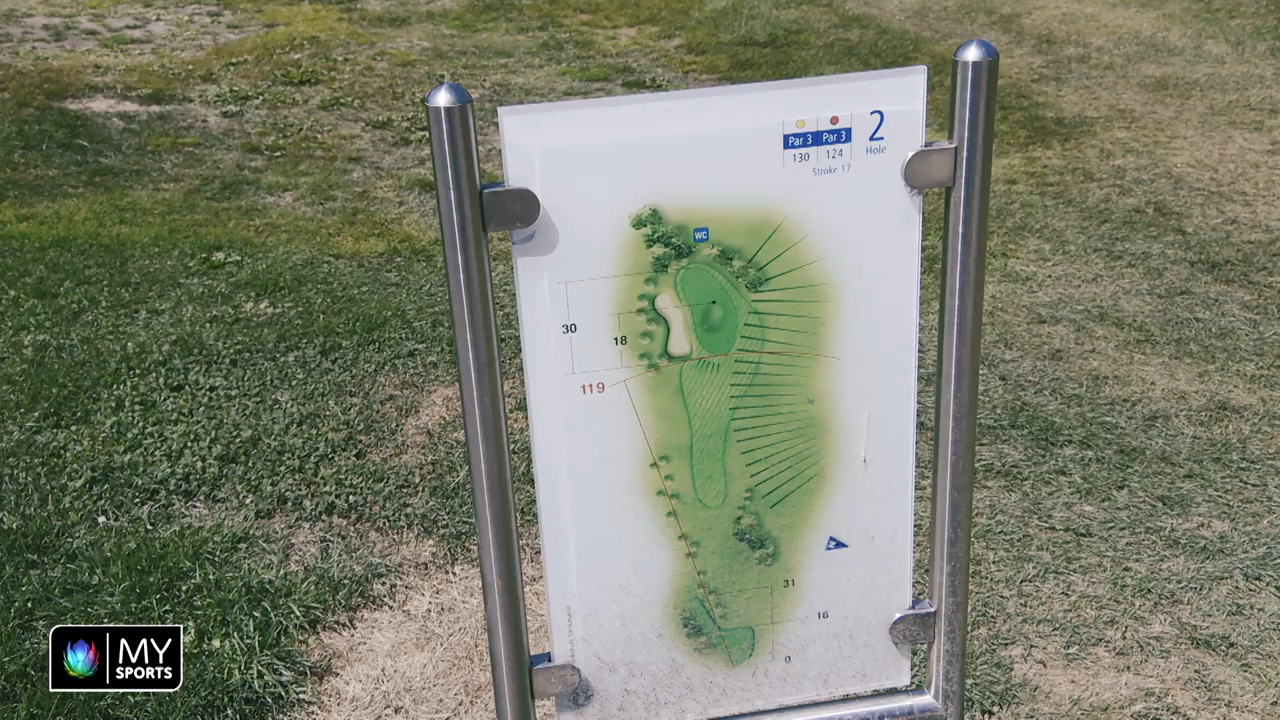 2
Hole
Par 3 Par 3
130 124
Stroke 17
WC
30
18
119
31
16
0
MY
SPORTS